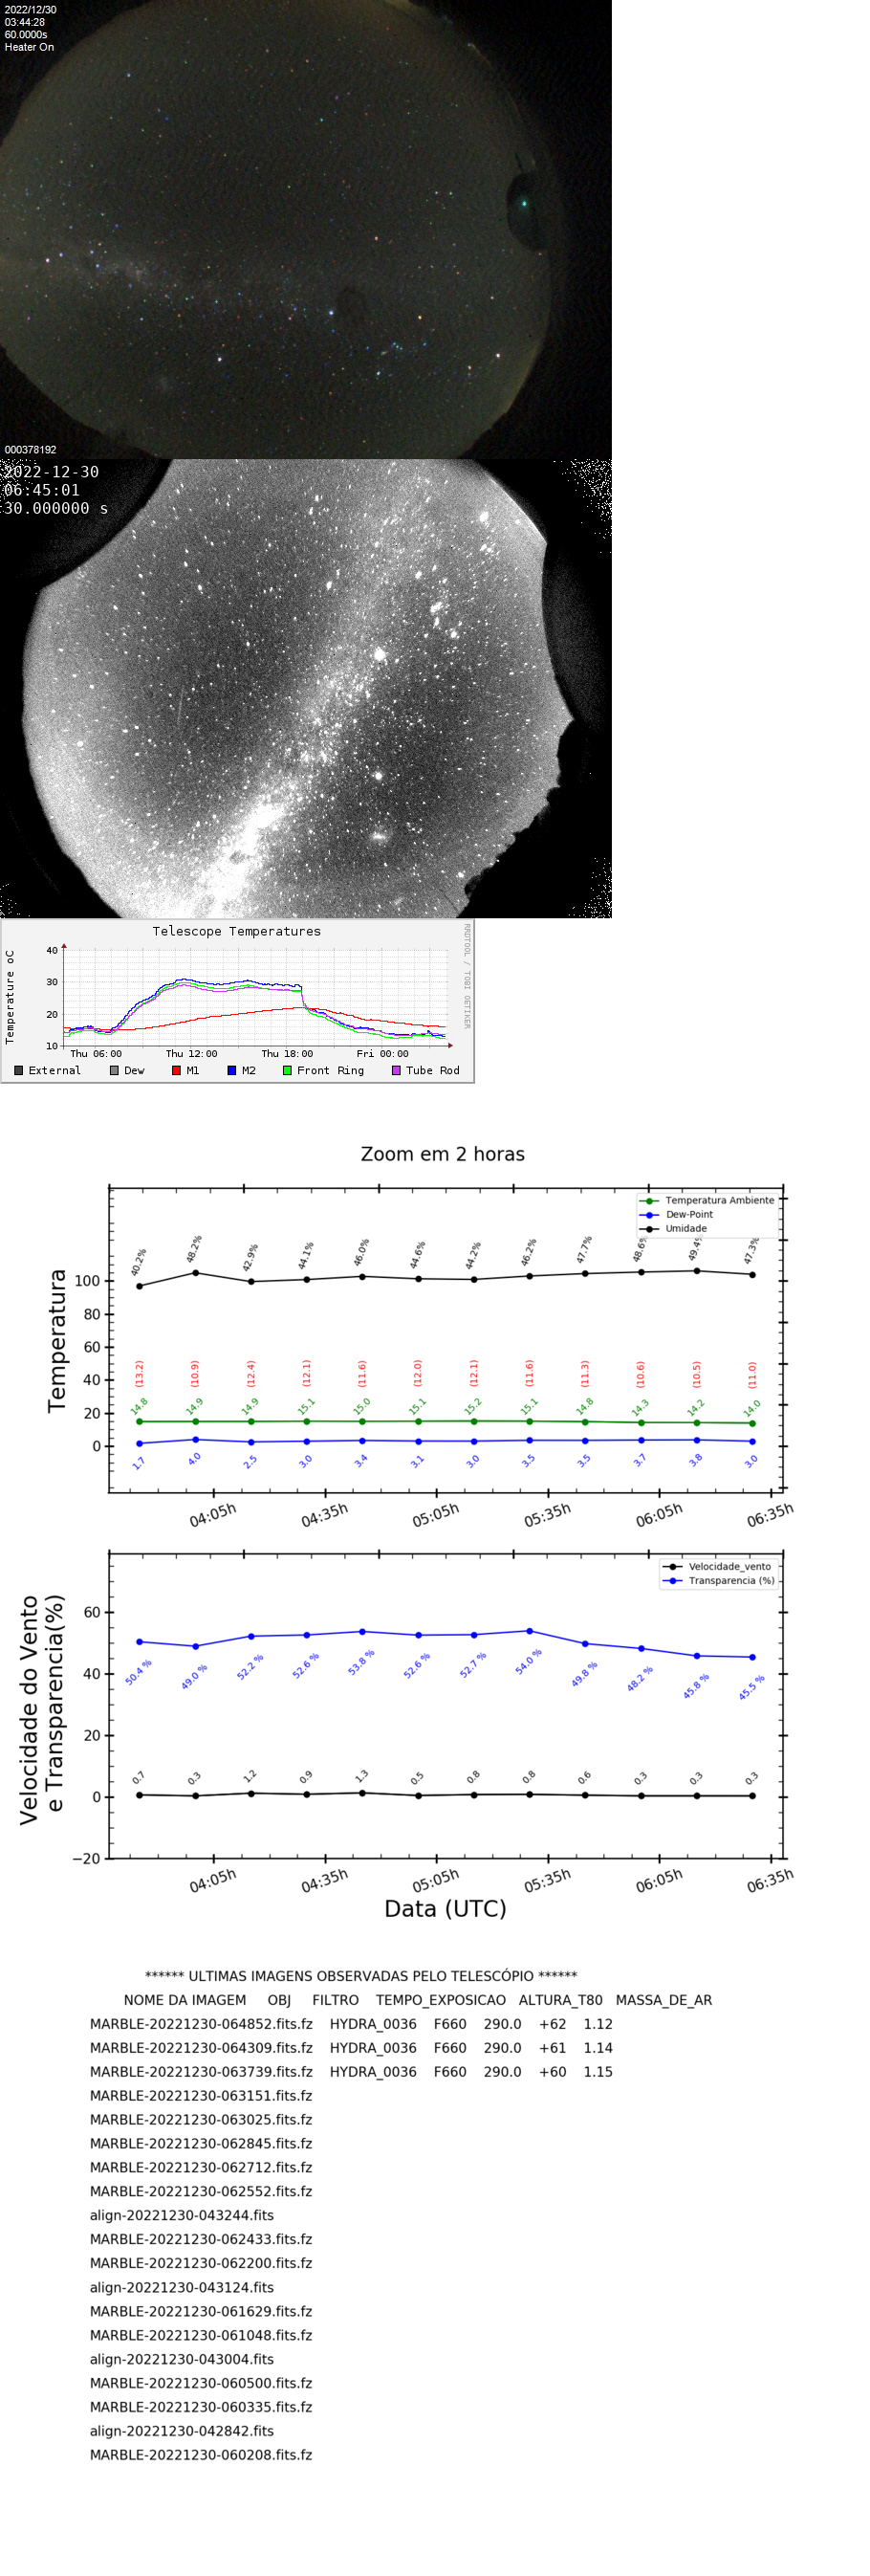 2022/12/30
03:44:28
60.0000s
Heater On
000378192
2022-12-30
06:45:01
30.000000 s
Telescope Temperatures
RRDTOOL / TOBI OETIKER
Temperature oC
40
30
20
10
Thu 06:00 Thu 12:00 Thu 18:00 Fri 00:00
External Dew M1 M2 Front Ring Tube Rod
Zoom em 2 horas
Temperatura Ambiente
Dew-Point
Umidade
40.2% 48.2% 42.9% 44.1% 46.0% 44.6% 44.2% 46.2% 47.7% 48.6% 49.4% 47.3%
Temperatura
100
80
60
40
20
0
(13.2) (10.9) (12.4) (12.1) (11.6) (12.0) (12.1) (11.6) (11.3) (10.6) (10.5) (11.0)
14.8 14.9 14.9 15.1 15.0 15.1 15.2 15.1 14.8 14.3 14.2 14.0
1.7 4.0 2.5 3.0 3.4 3.1 3.0 3.5 3.5 3.7 3.8 3.0
04:05h 04:35h 05:05h 05:35h 06:05h 06:35h
Velocidade_vento
Transparencia (%)
Velocidade do Vento
e Transparencia(%)
60
40
20
0
−20
50.4 % 49.0 % 52.2 % 52.6 % 53.8 % 52.6 % 52.7 % 54.0 % 49.8 % 48.2 % 45.8 % 45.5 %
0.7 0.3 1.2 0.9 1.3 0.5 0.8 0.8 0.6 0.3 0.3 0.3
04:05h 04:35h 05:05h 05:35h 06:05h 06:35h
Data (UTC)
****** ULTIMAS IMAGENS OBSERVADAS PELO TELESCÓPIO ******
NOME DA IMAGEM OBJ FILTRO TEMPO_EXPOSICAO ALTURA_T80 MASSA_DE_AR
MARBLE-20221230-064852.fits.fz HYDRA_0036 F660 290.0 +62 1.12
MARBLE-20221230-064309.fits.fz HYDRA_0036 F660 290.0 +61 1.14
MARBLE-20221230-063739.fits.fz HYDRA_0036 F660 290.0 +60 1.15
MARBLE-20221230-063151.fits.fz
MARBLE-20221230-063025.fits.fz
MARBLE-20221230-062845.fits.fz
MARBLE-20221230-062712.fits.fz
MARBLE-20221230-062552.fits.fz
align-20221230-043244.fits
MARBLE-20221230-062433.fits.fz
MARBLE-20221230-062200.fits.fz
align-20221230-043124.fits
MARBLE-20221230-061629.fits.fz
MARBLE-20221230-061048.fits.fz
align-20221230-043004.fits
MARBLE-20221230-060500.fits.fz
MARBLE-20221230-060335.fits.fz
align-20221230-042842.fits
MARBLE-20221230-060208.fits.fz